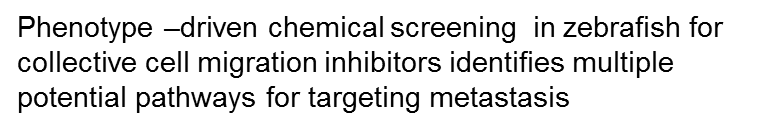 Phenotype –driven chemical screening  in zebrafish for
collective cell migration inhibitors identifies multiple
potential pathways for targeting metastasis